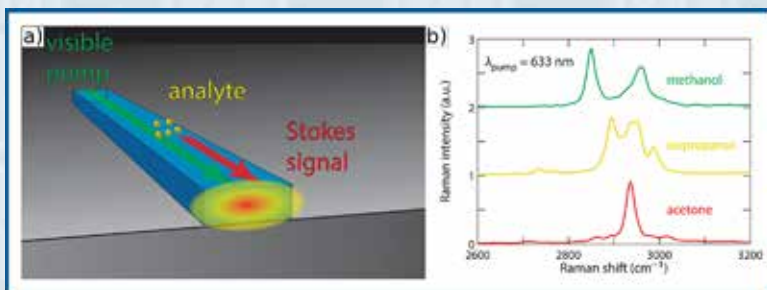 a)
visible
pump
analyte
Stokes
signal
b)
λpump = 633 nm
methanol
isopropanol
acetone
Raman intensity (a.u.)
3
2
1
0
2600
2800
3000
3200
Raman shift (cm⁻¹)